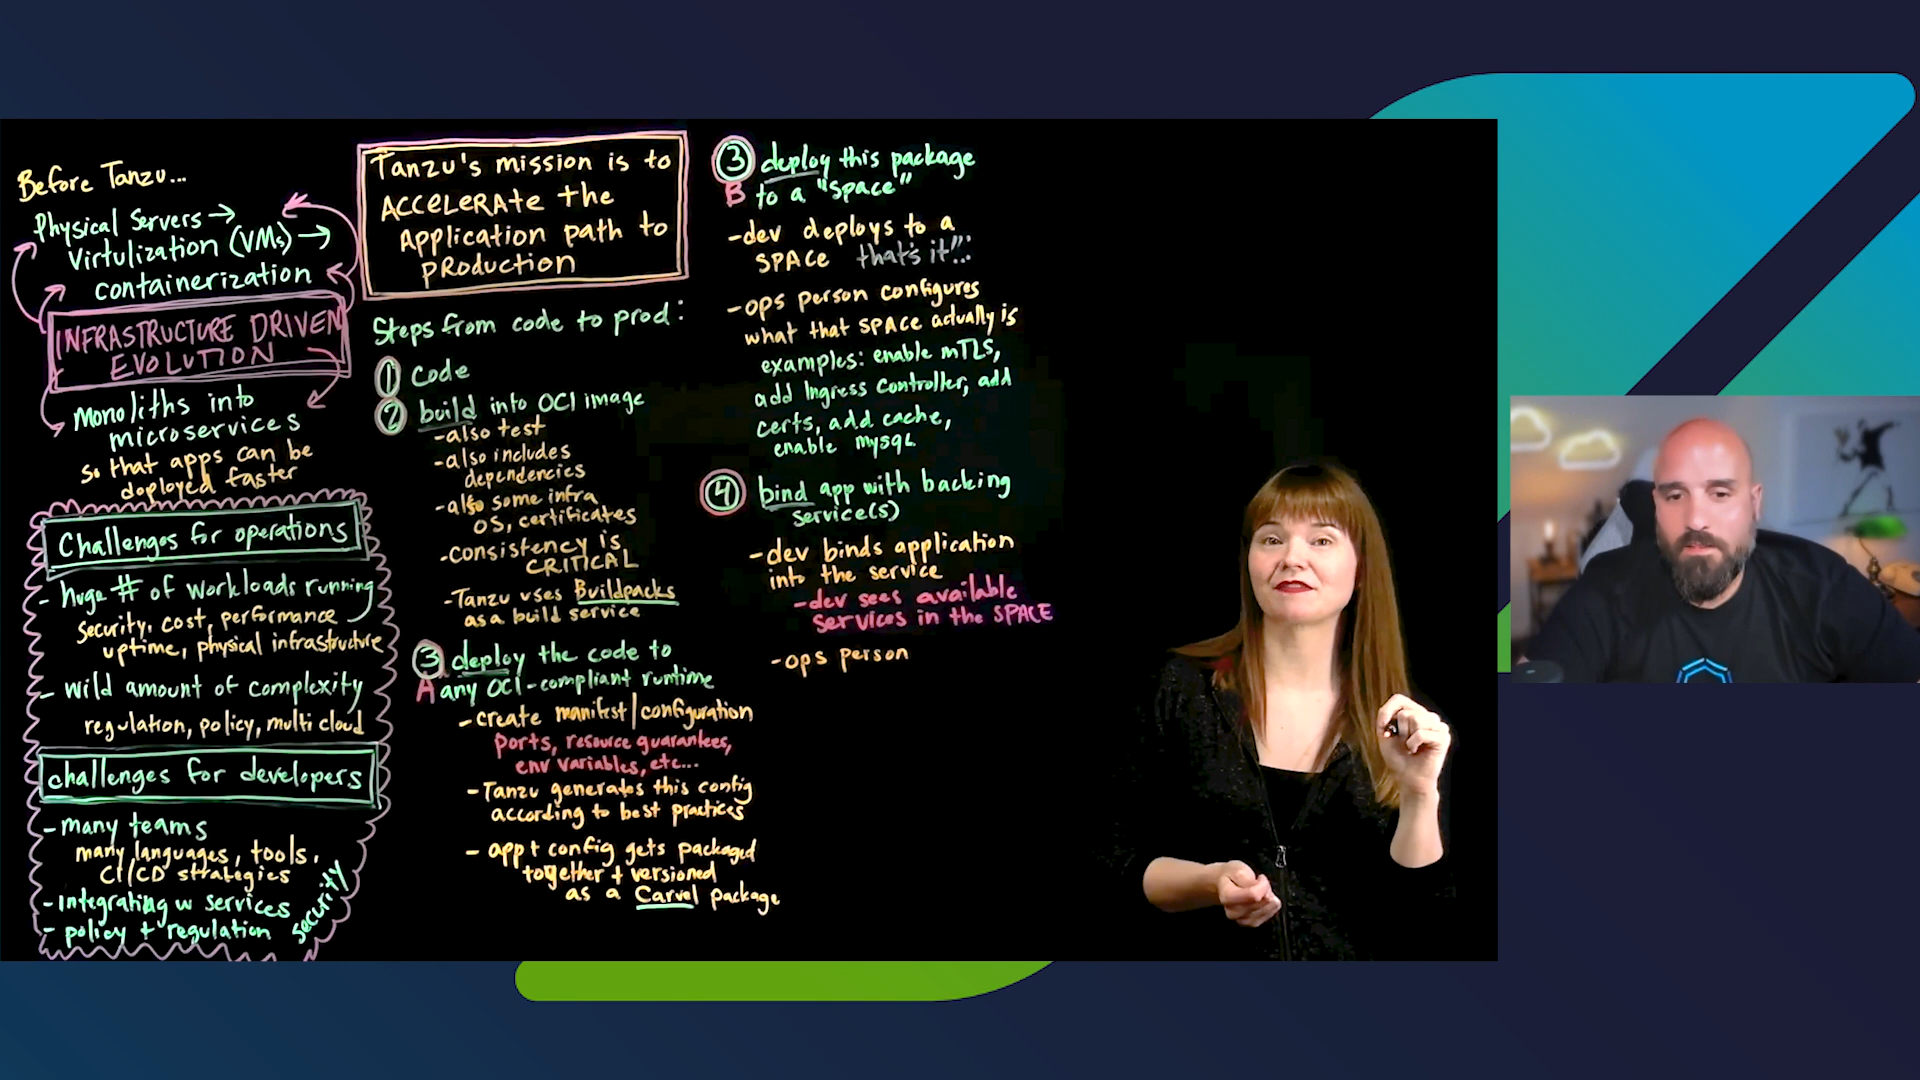 Before Tanzu...
Physical Servers →
Virtulization (VMs) →
containerization
INFRASTRUCTURE DRIVEN
EVOLUTION
Monoliths into
microservices
so that apps can be
deployed faster
Challenges for operations
- huge # of workloads running
security, cost, performance
uptime, physical infrastructure
- wild amount of complexity
regulation, policy, multi cloud
challenges for developers
- many teams
many languages, tools,
CI/CD strategies
- integrating w services
- policy + regulation
security
Tanzu's mission is to
ACCELERATE the
Application path to
PRODUCTION
Steps from code to prod:
1 Code
2 build into OCI image
- also test
- also includes
dependencies
- also some infra
OS, certificates
- consistency is
CRITICAL
- Tanzu uses Buildpacks
as a build service
3 deploy the code to
A any OCI-compliant runtime
- create manifest/configuration
ports, resource guarantees,
env variables, etc...
- Tanzu generates this config
according to best practices
- app + config gets packaged
together + versioned
as a Carvel package
3 deploy this package
B to a "space"
- dev deploys to a
SPACE that's it!!
- ops person configures
what that SPACE actually is
examples: enable mTLS,
add Ingress Controller, add
certs, add cache,
enable mysql
4 bind app with backing
service(s)
- dev binds application
into the service
- dev sees available
services in the SPACE
- ops person